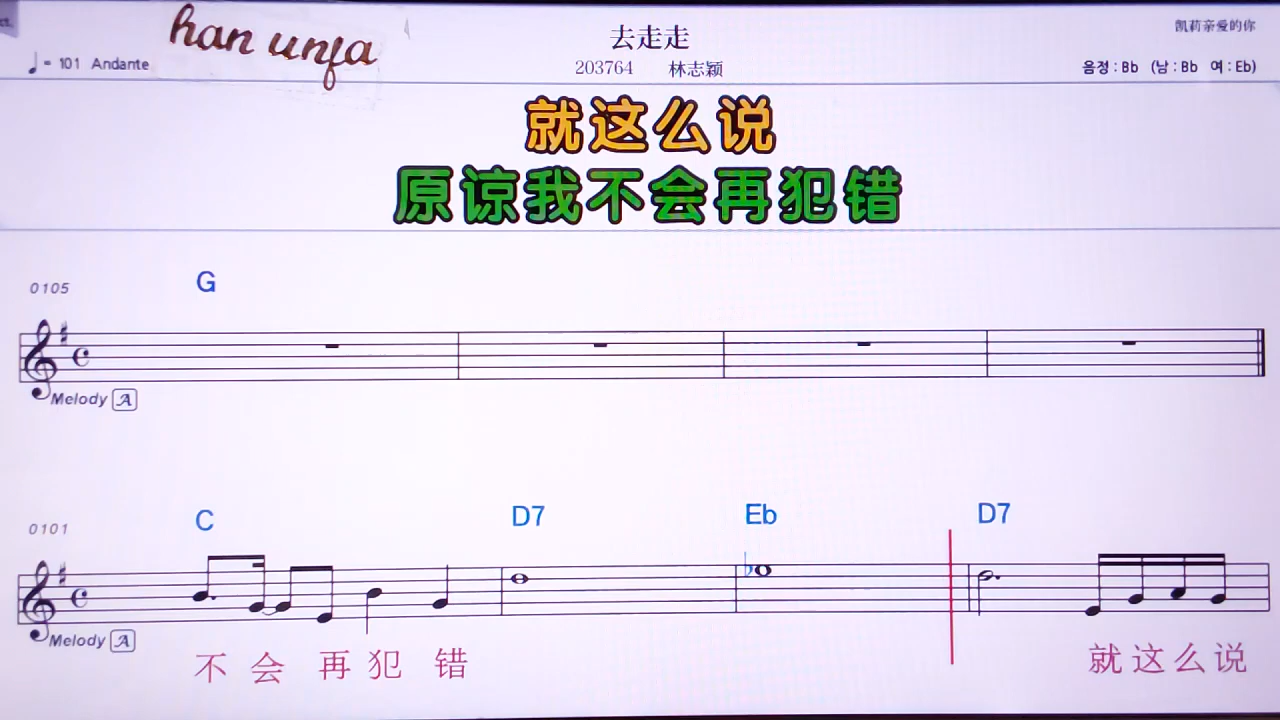 ct.
han unfa
去走走
凯莉亲爱的你
♩= 101 Andante
203764 林志颖
음정 : Bb (남 : Bb 여 : Eb)
就这么说
原谅我不会再犯错
0105
G
Melody A
0101
C D7 Eb D7
Melody A
不会再犯错 就这么说